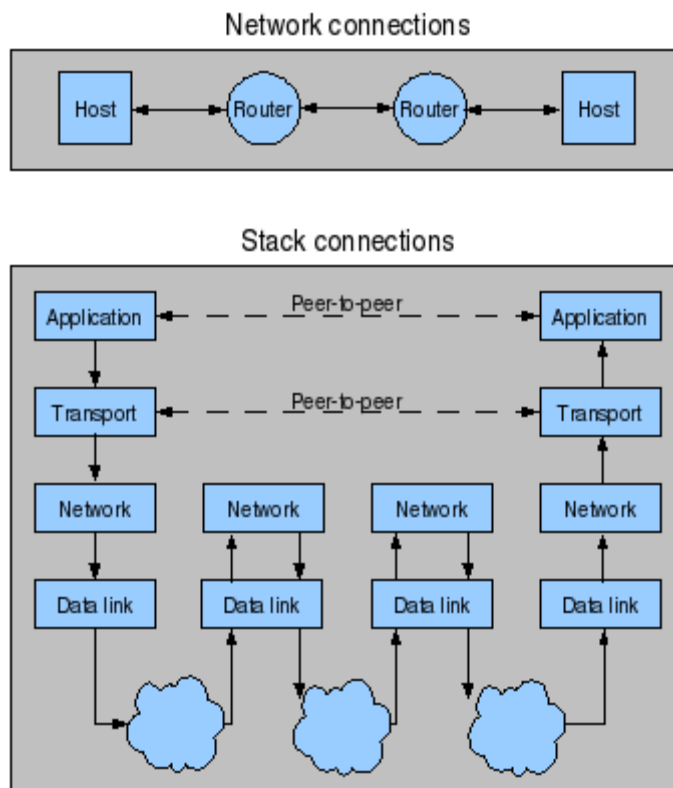 Network connections
Host
Router
Router
Host
Stack connections
Application
Peer-to-peer
Application
Transport
Peer-to-peer
Transport
Network
Network
Network
Network
Data link
Data link
Data link
Data link